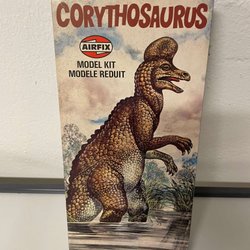 CORYTHOSAURUS
AIRFIX
MODEL KIT
MODELE REDUIT